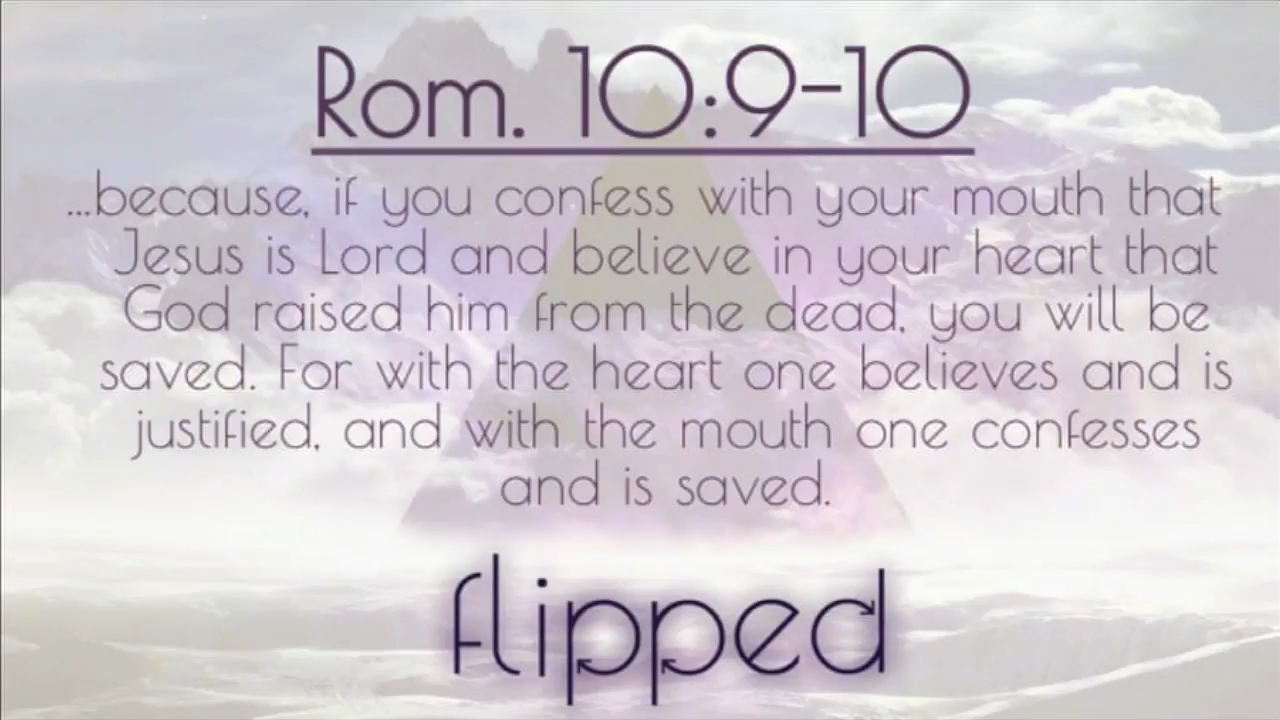 Rom. 10:9-10
...because, if you confess with your mouth that
Jesus is Lord and believe in your heart that
God raised him from the dead, you will be
saved. For with the heart one believes and is
justified, and with the mouth one confesses
and is saved.
flipped